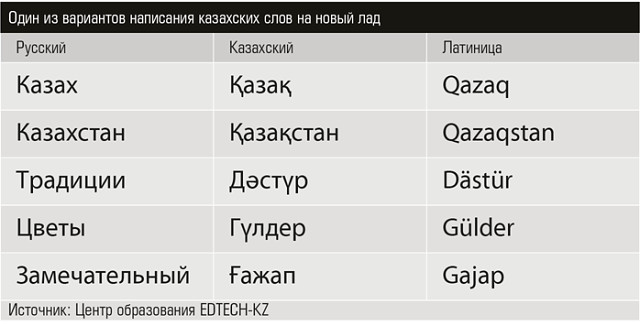 Один из вариантов написания казахских слов на новый лад
Русский Казахский Латиница
Казах Қазақ Qazaq
Казахстан Қазақстан Qazaqstan
Традиции Дәстүр Dästür
Цветы Гүлдер Gülder
Замечательный Ғажап Gajap
Источник: Центр образования EDTECH-KZ